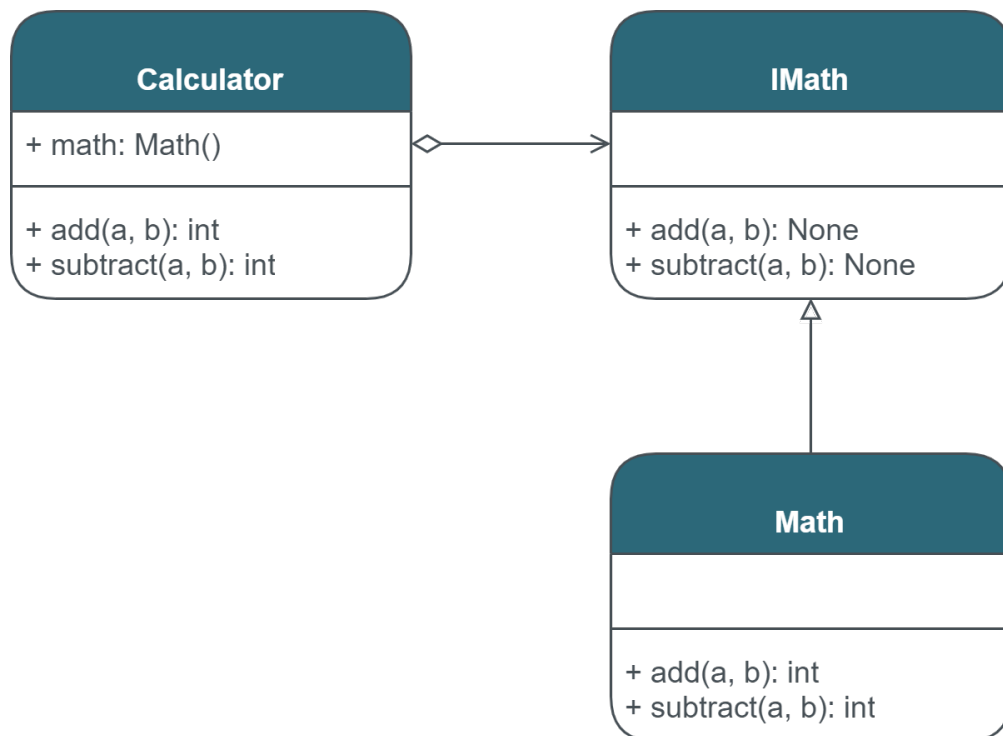 Calculator
+ math: Math()
+ add(a, b): int
+ subtract(a, b): int
IMath
+ add(a, b): None
+ subtract(a, b): None
Math
+ add(a, b): int
+ subtract(a, b): int